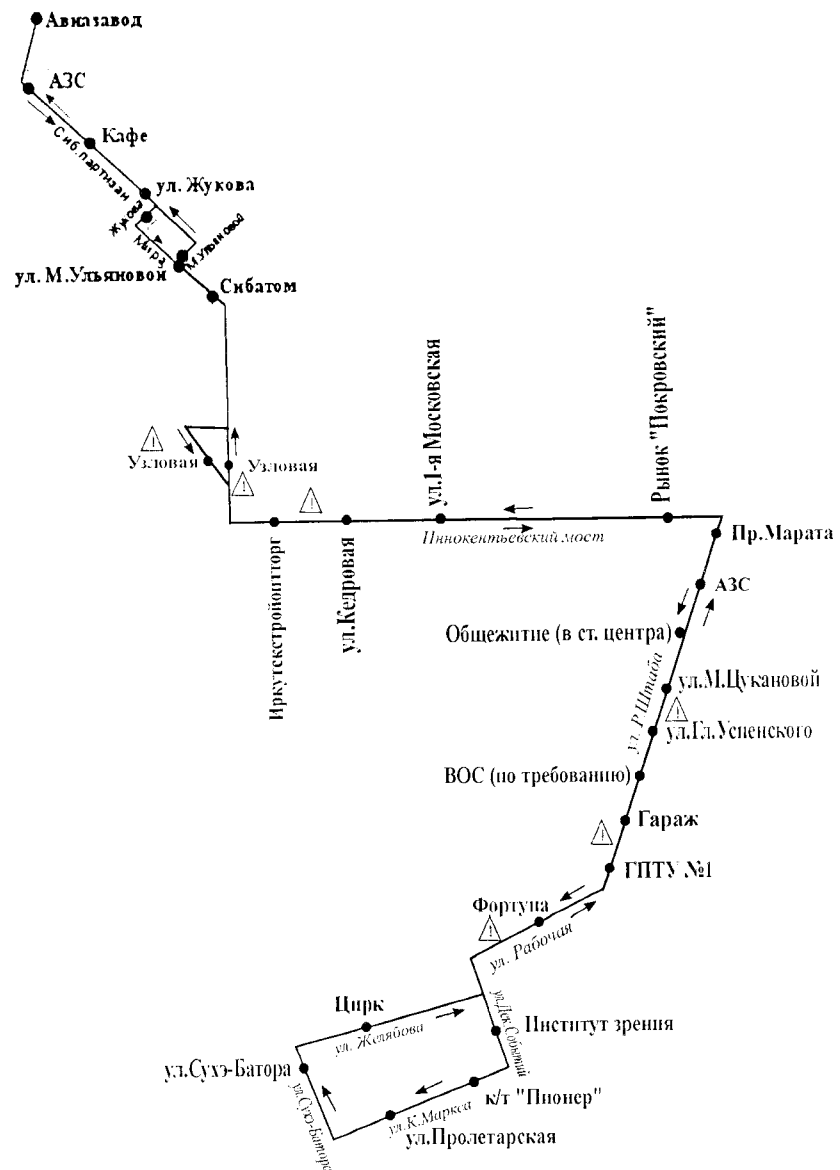 Авиазавод
АЗС
Кафе
Сиб.партизан
ул. Жукова
Жукова
Мира
М.Ульяновой
ул. М.Ульяновой
Сибатом
Узловая
Узловая
Иркутскстройоптторг
ул.Кедровая
ул.1-я Московская
Рынок "Покровский"
Иннокентьевский мост
Пр.Марата
АЗС
Общежитие (в ст. центра)
ул. Р.Штаба
ул.М.Цукановой
ул.Гл.Успенского
ВОС (по требованию)
Гараж
ГПТУ №1
Фортуна
ул. Рабочая
Цирк
ул. Желябова
ул.Дек.Событий
Институт зрения
ул.Сухэ-Батора
ул.Сухэ-Батора
к/т "Пионер"
ул.К.Маркса
ул.Пролетарская